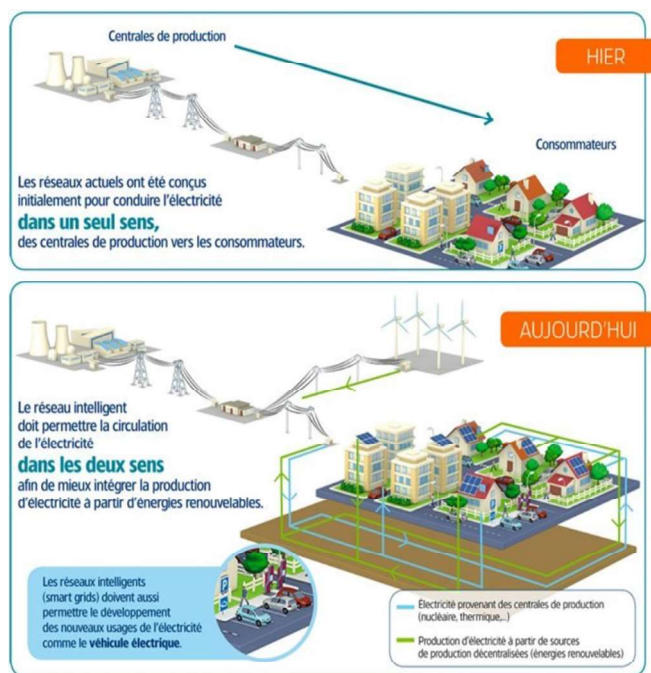 Centrales de production
HIER
Consommateurs
Les réseaux actuels ont été conçus
initialement pour conduire l'électricité
dans un seul sens,
des centrales de production vers les consommateurs.
AUJOURD'HUI
Le réseau intelligent
doit permettre la circulation
de l'électricité
dans les deux sens
afin de mieux intégrer la production
d'électricité à partir d'énergies renouvelables.
Les réseaux intelligents
(smart grids) doivent aussi
permettre le développement
des nouveaux usages de l'électricité
comme le véhicule électrique.
P
Électricité provenant des centrales de production
(nucléaire, thermique,...)
Production d'électricité à partir de sources
de production décentralisées (énergies renouvelables)